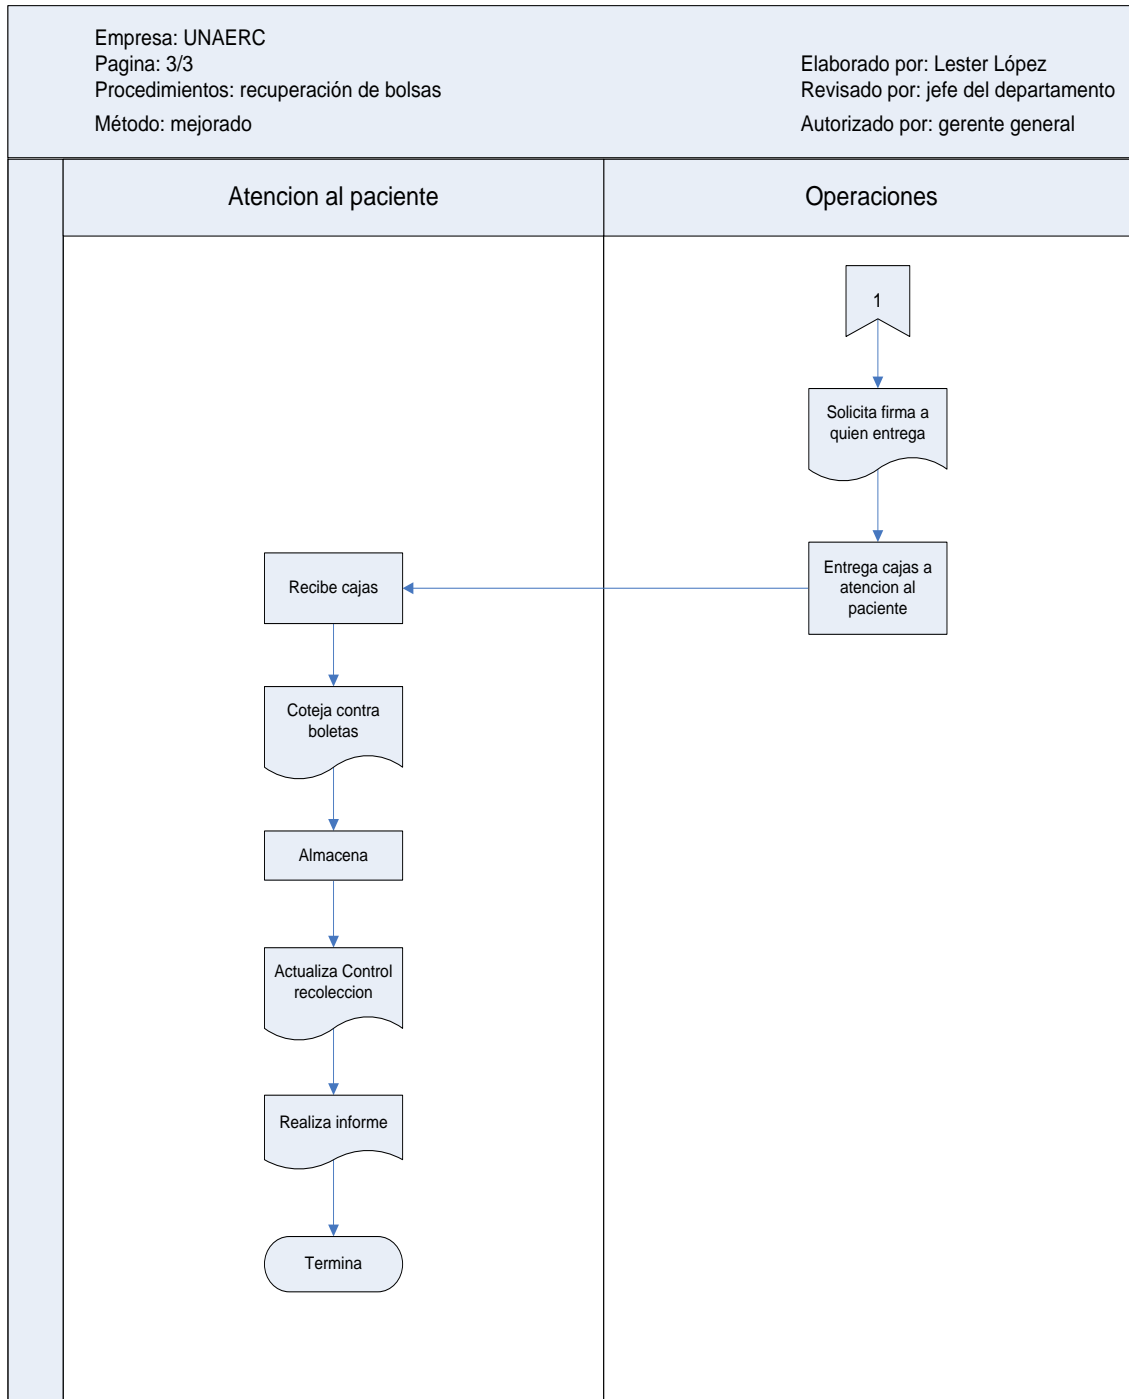 Empresa: UNAERC
Pagina: 3/3
Procedimientos: recuperación de bolsas
Método: mejorado
Elaborado por: Lester López
Revisado por: jefe del departamento
Autorizado por: gerente general
Atencion al paciente
Operaciones
1
Solicita firma a
quien entrega
Entrega cajas a
atencion al
paciente
Recibe cajas
Coteja contra
boletas
Almacena
Actualiza Control
recoleccion
Realiza informe
Termina